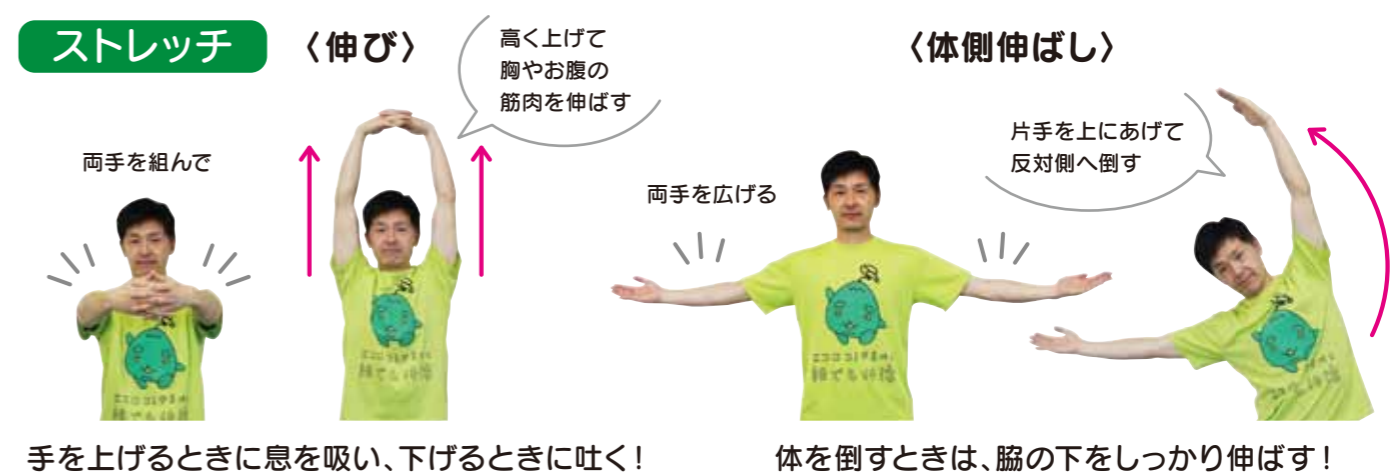 ストレッチ
〈伸び〉
高く上げて
胸やお腹の
筋肉を伸ばす
両手を組んで
手を上げるときに息を吸い、下げるときに吐く！
〈体側伸ばし〉
両手を広げる
片手を上にあげて
反対側へ倒す
体を倒すときは、脇の下をしっかり伸ばす！